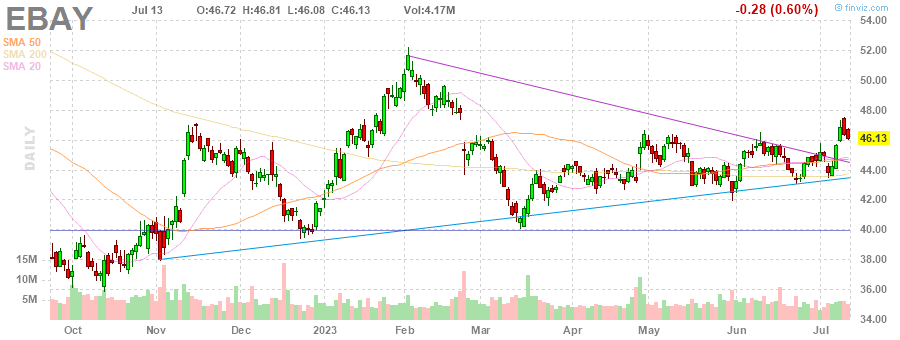 EBAY Jul 13 O:46.72 H:46.81 L:46.08 C:46.13 Vol:4.17M -0.28 (0.60%) © finviz.com
SMA 50
SMA 200
SMA 20
DAILY
54.00
52.00
50.00
48.00
46.13
44.00
42.00
40.00
38.00
36.00
34.00
15M
10M
5M
Oct Nov Dec 2023 Feb Mar Apr May Jun Jul